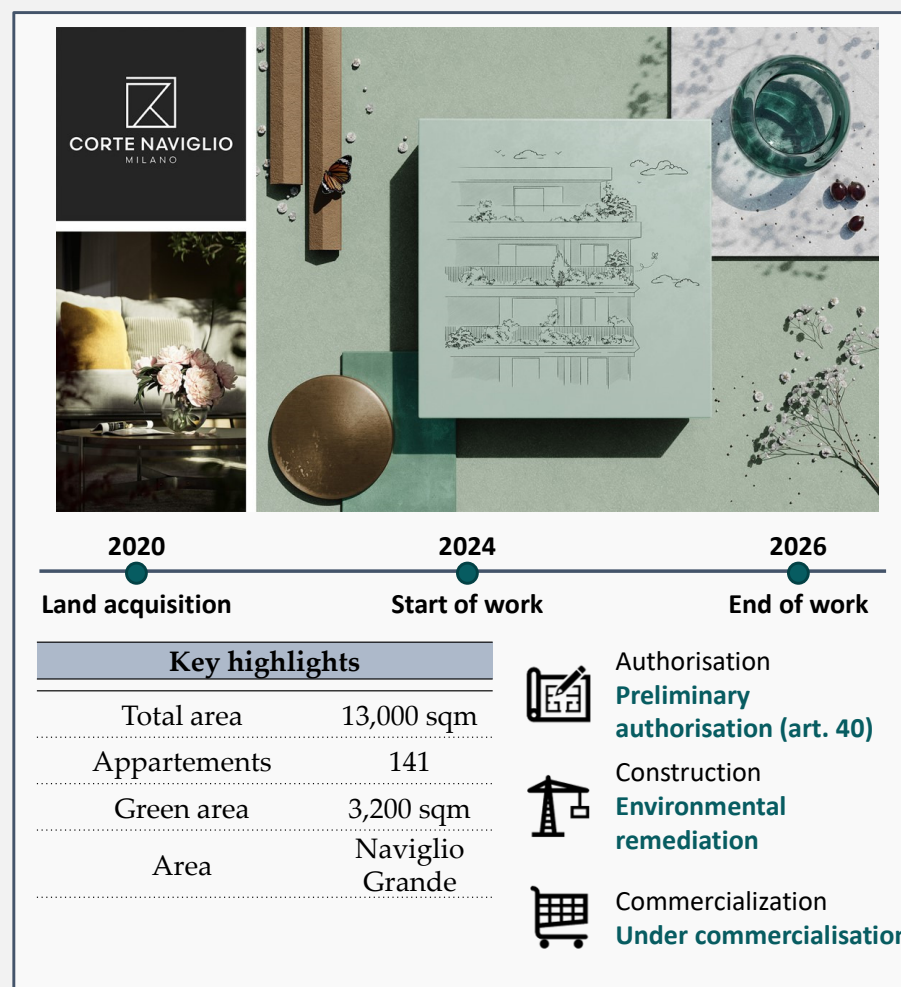 CORTE NAVIGLIO
MILANO
2020
2024
2026
Land acquisition
Start of work
End of work
Key highlights
Total area 13,000 sqm
Appartements 141
Green area 3,200 sqm
Area Naviglio
Grande
Authorisation
Preliminary
authorisation (art. 40)
Construction
Environmental
remediation
Commercialization
Under commercialisation